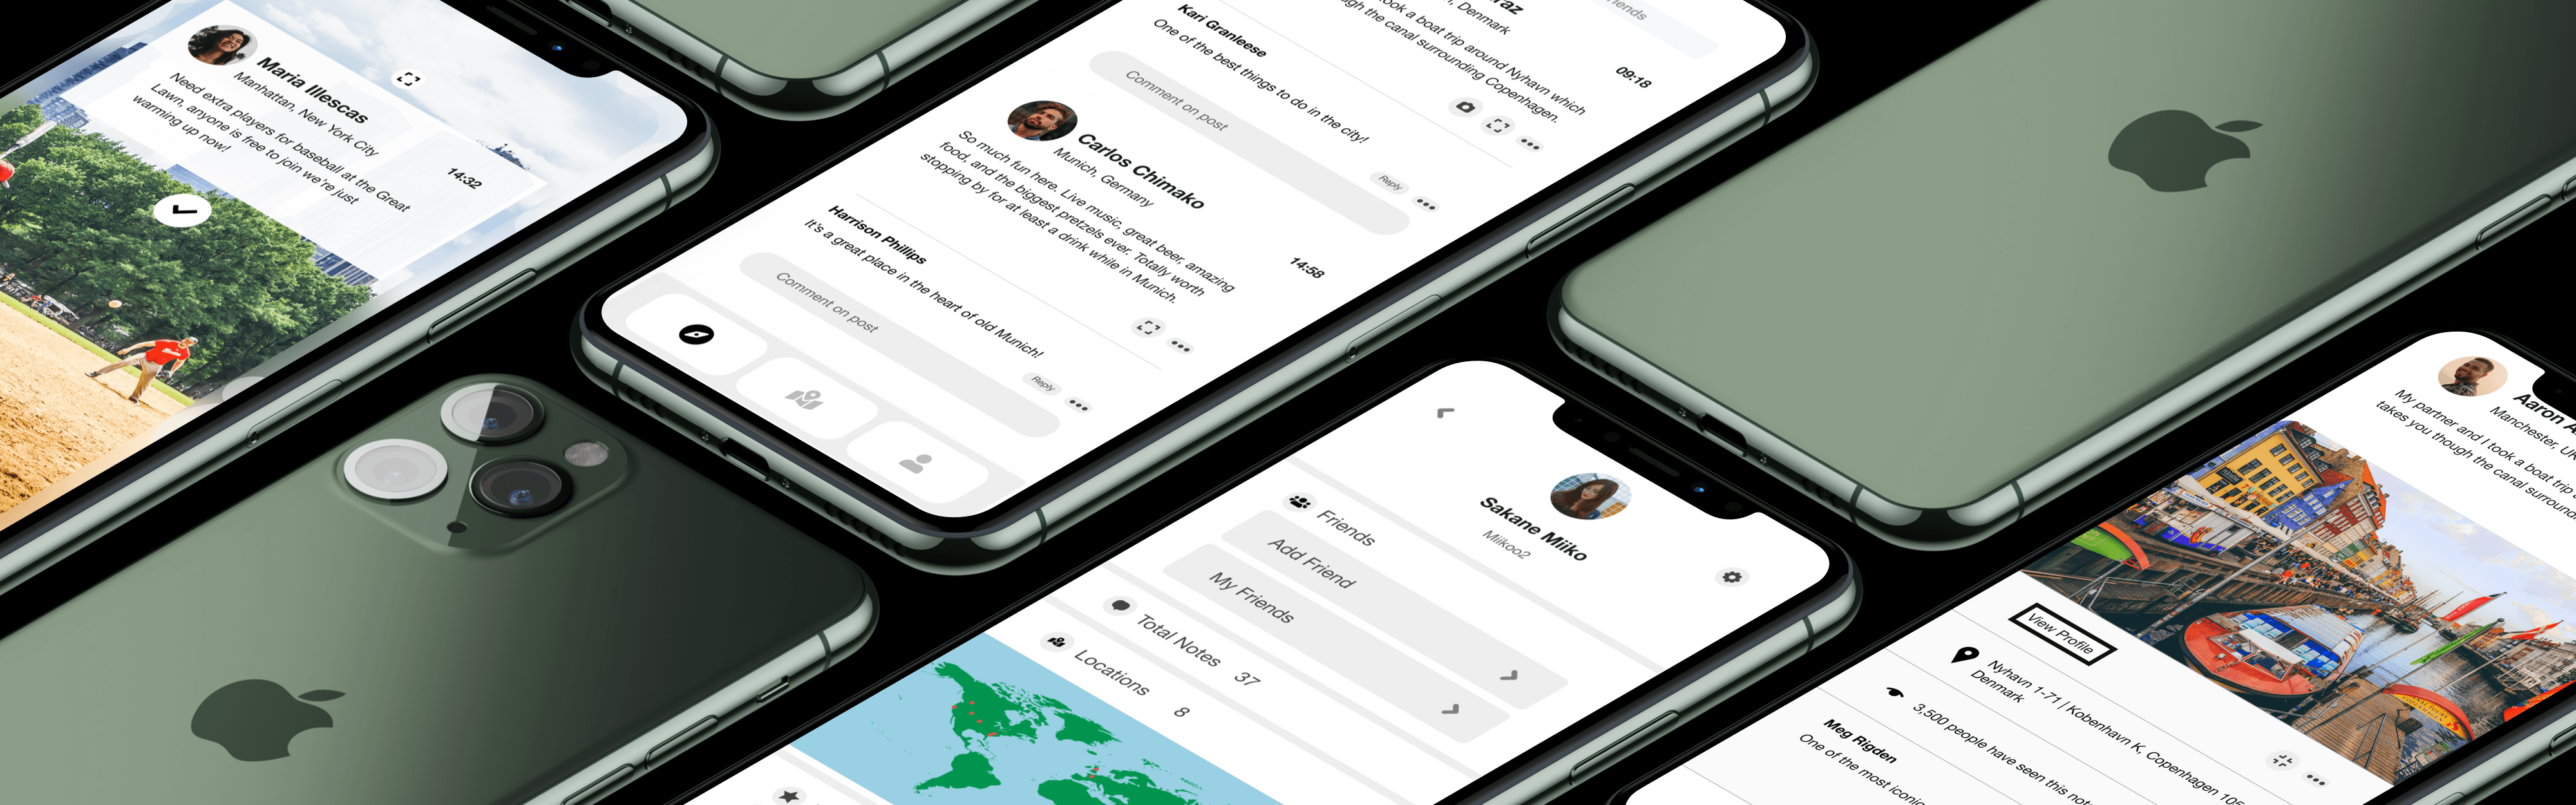 Maria Illescas
Manhattan, New York City
Need extra players for baseball at the Great
Lawn, anyone is free to join we're just
warming up now!
14:32
raz
Denmark
ook a boat trip around Nyhavn which
gh the canal surrounding Copenhagen.
iends
09:18
Kari Granleese
One of the best things to do in the city!
Comment on post
Reply
Carlos Chimako
Munich, Germany
So much fun here. Live music, great beer, amazing
food, and the biggest pretzels ever. Totally worth
stopping by for at least a drink while in Munich.
14:58
Harrison Phillips
It's a great place in the heart of old Munich!
Comment on post
Reply
Sakane Miiko
Miikoo2
Friends
Add Friend
My Friends
Total Notes 37
Locations 8
Aaron A
Manchester, UK
My partner and I took a boat trip
takes you though the canal surround
View Profile
Nyhavn 1-71 | Kobenhavn K, Copenhagen 105
Denmark
3,500 people have seen this not
Meg Rigden
One of the most iconic